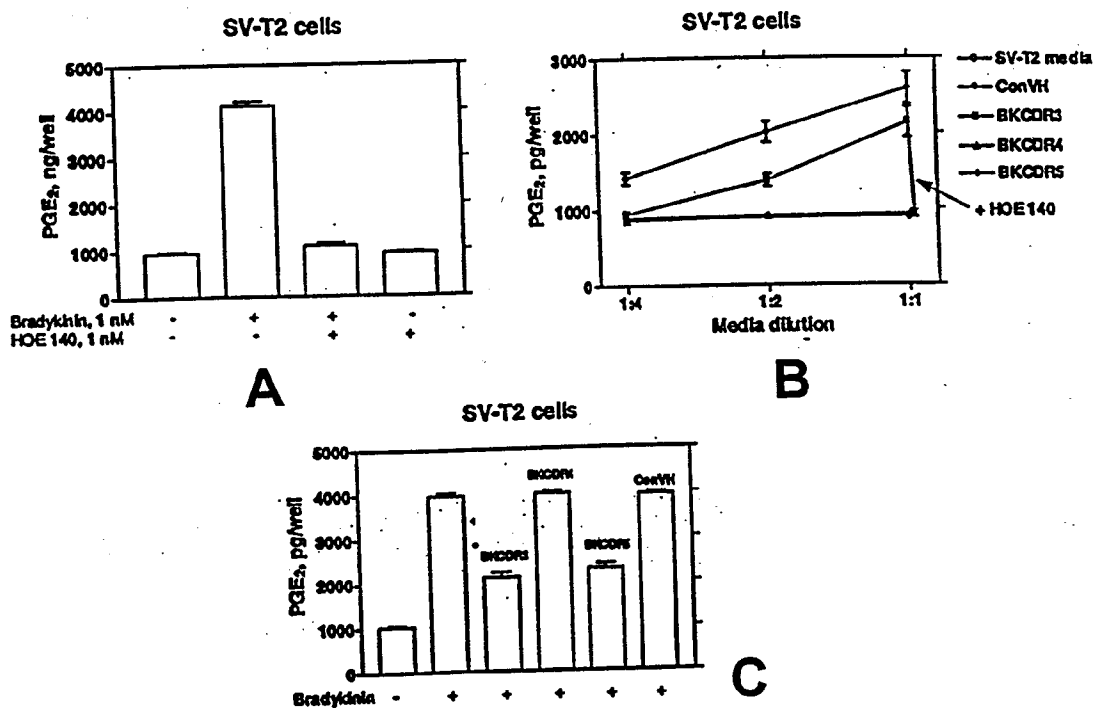 SV-T2 cells
PGE2, ng/well
5000
4000
3000
2000
1000
0
Bradykinin, 1 nM - + + -
HOE 140, 1 nM - - + +
A
SV-T2 cells
PGE2, pg/well
3000
2000
1000
0
1:4 1:2 1:1
Media dilution
SV-T2 media
ConVH
BKCDR3
BKCDR4
BKCDR5
+ HOE 140
B
SV-T2 cells
PGE2, pg/well
5000
4000
3000
2000
1000
0
BKCDR4
ConVH
BKCDR5
Bradykinin - + + + + +
C